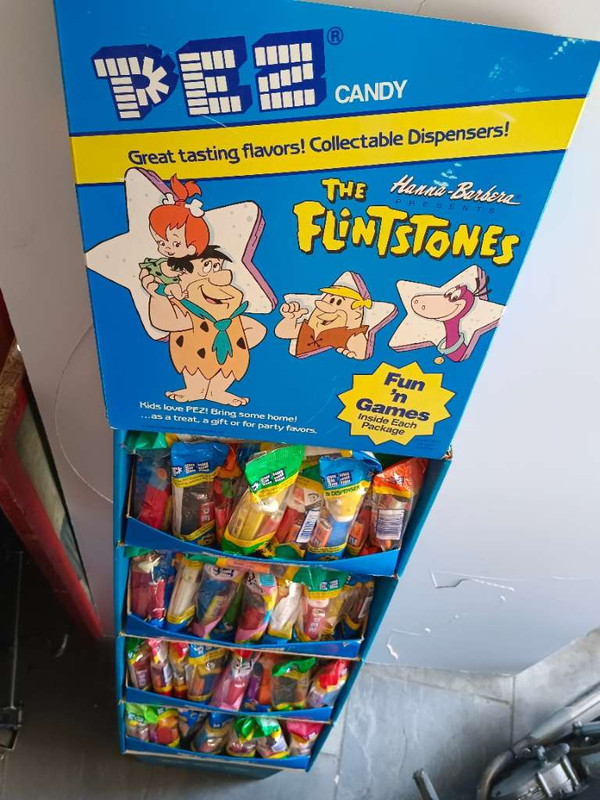 PEZ®
CANDY
Great tasting flavors! Collectable Dispensers!
Hanna-Barbera
PRESENTS
THE
FLINTSTONES
Fun
'n
Games
Inside Each
Package
Kids love PEZ! Bring some home!
...as a treat, a gift or for party favors.